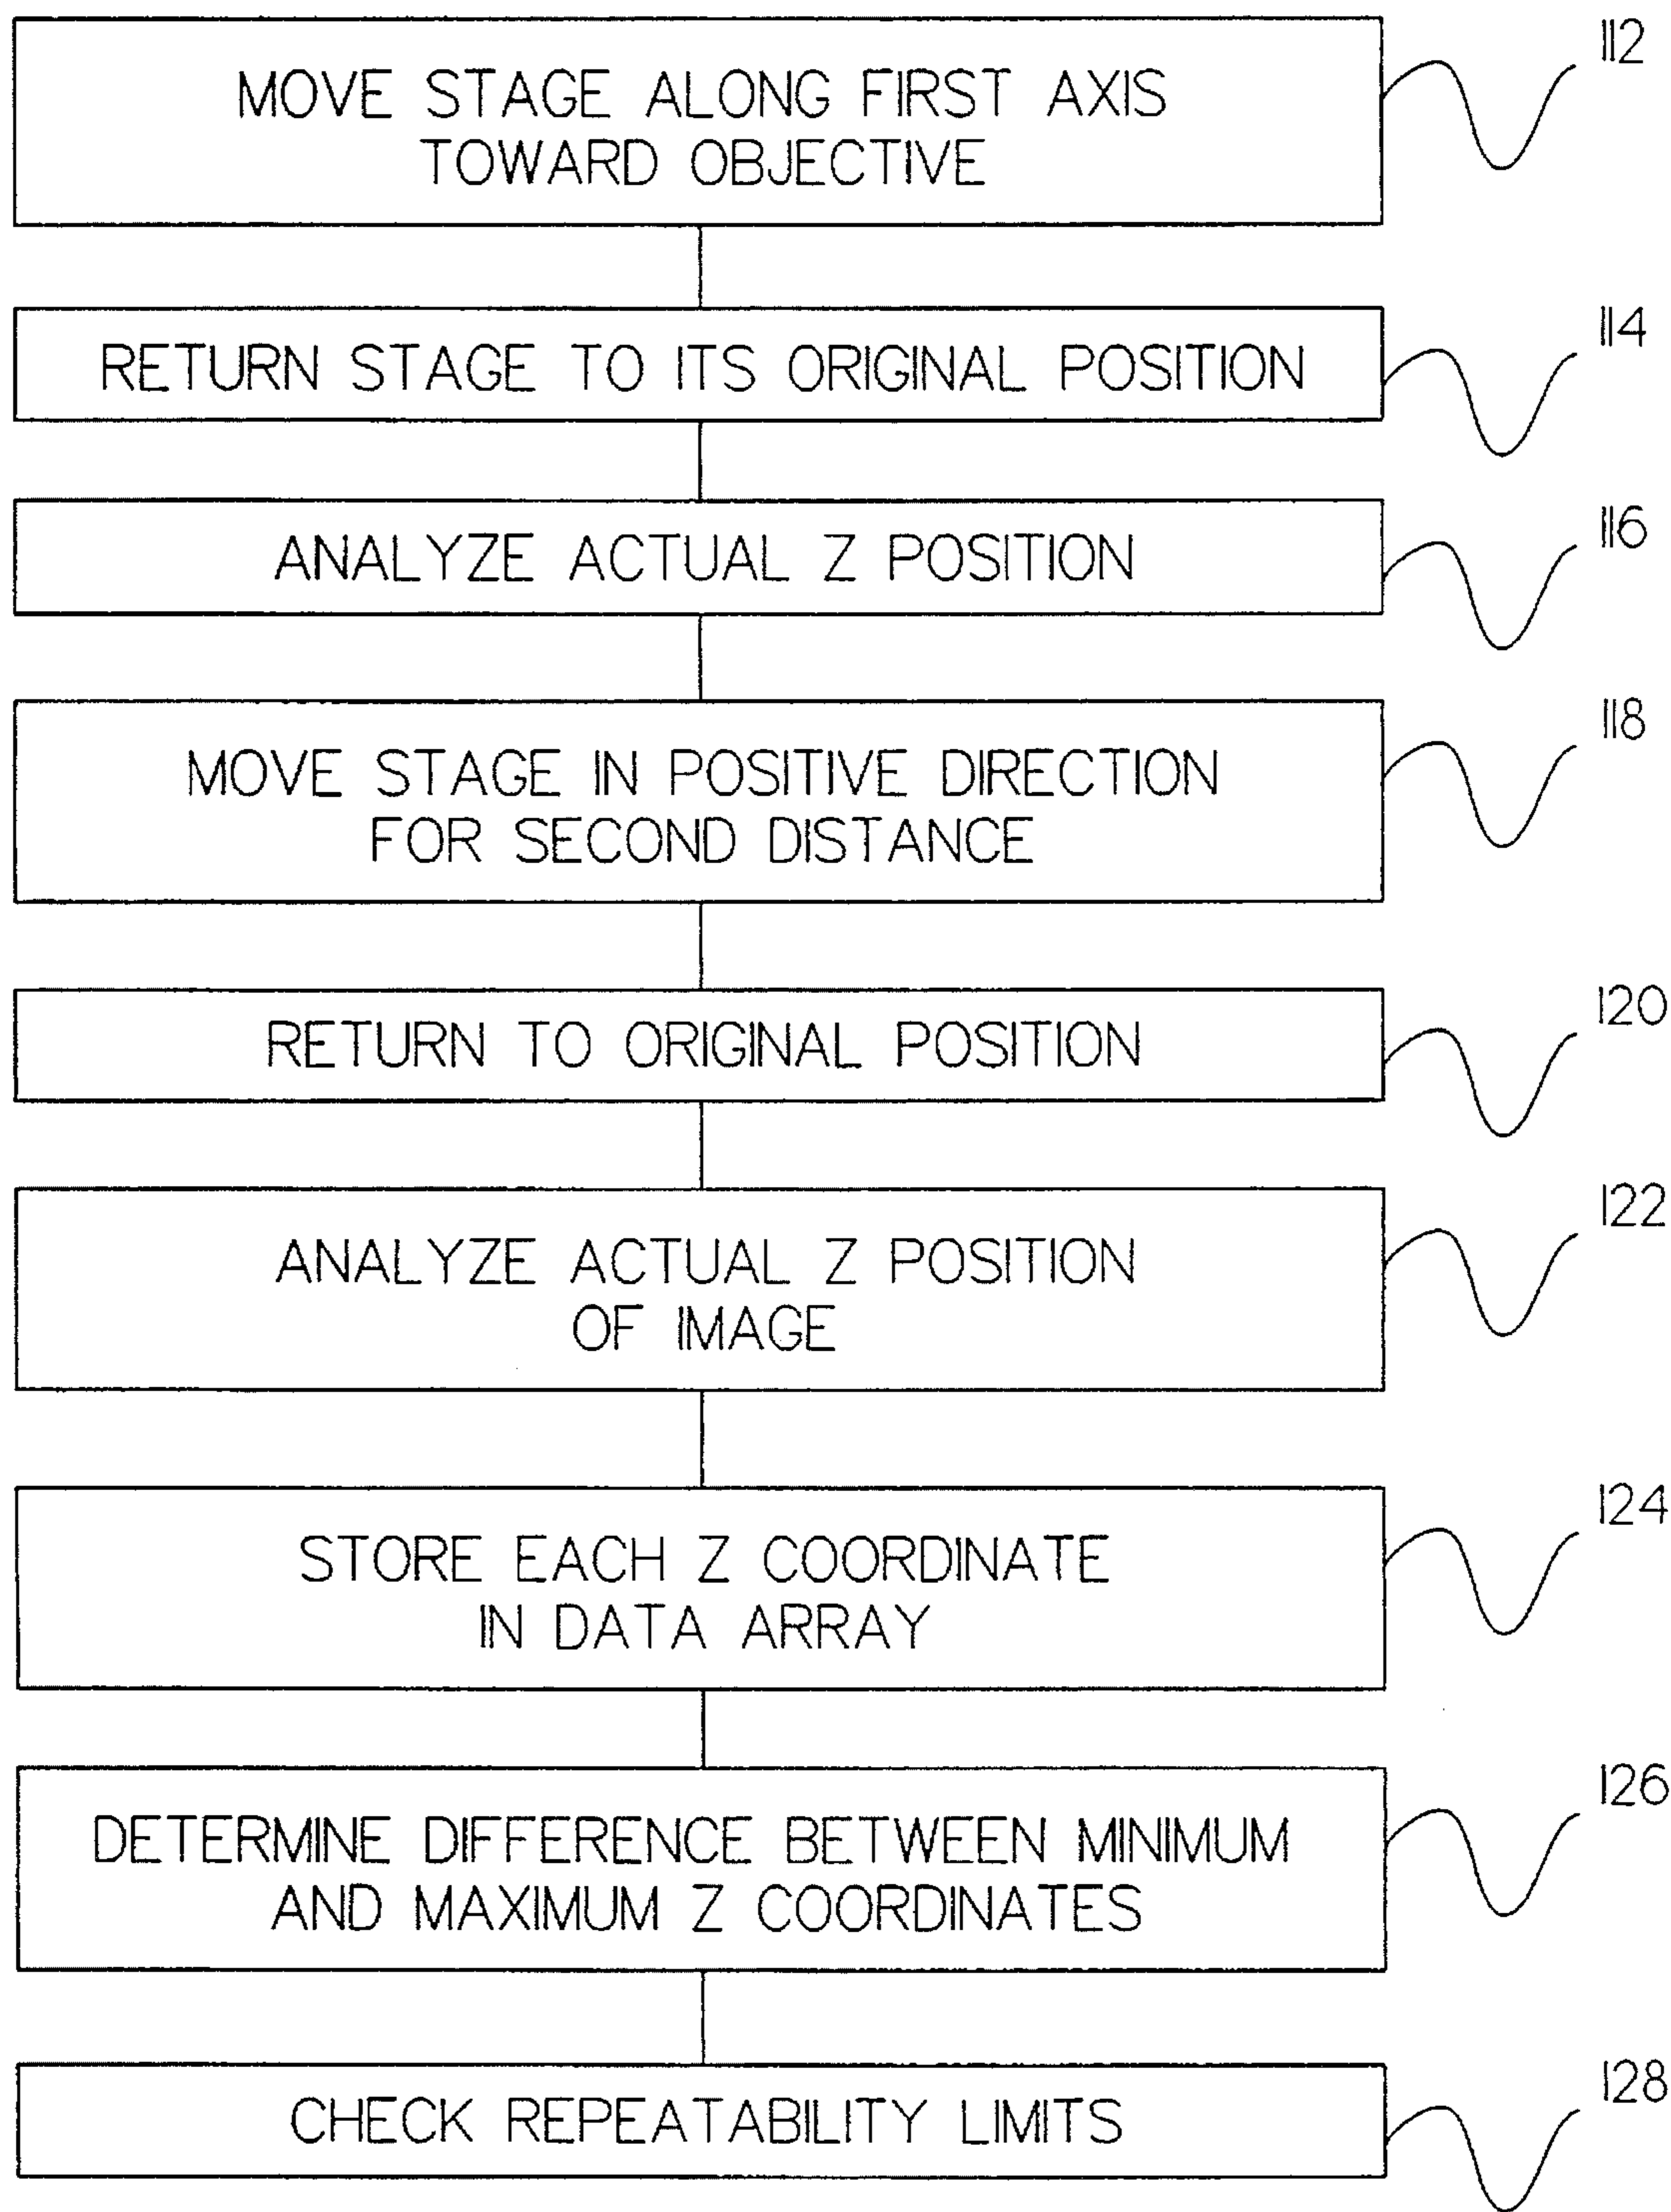 MOVE STAGE ALONG FIRST AXIS
TOWARD OBJECTIVE
112
RETURN STAGE TO ITS ORIGINAL POSITION
114
ANALYZE ACTUAL Z POSITION
116
MOVE STAGE IN POSITIVE DIRECTION
FOR SECOND DISTANCE
118
RETURN TO ORIGINAL POSITION
120
ANALYZE ACTUAL Z POSITION
OF IMAGE
122
STORE EACH Z COORDINATE
IN DATA ARRAY
124
DETERMINE DIFFERENCE BETWEEN MINIMUM
AND MAXIMUM Z COORDINATES
126
CHECK REPEATABILITY LIMITS
128